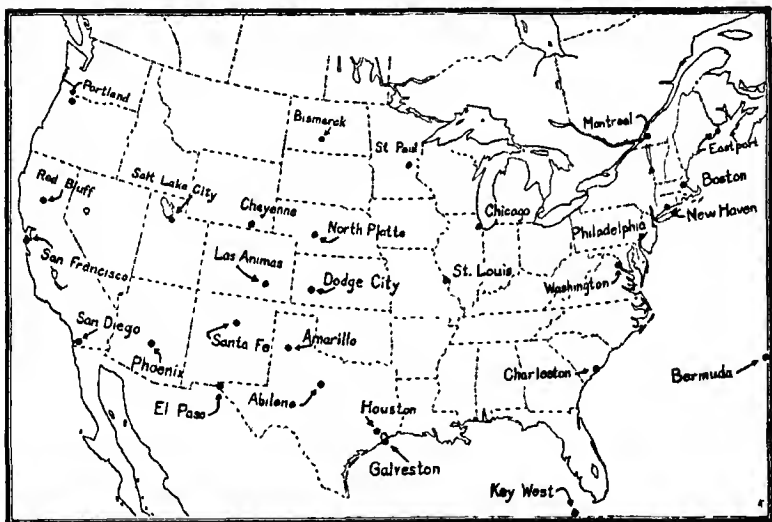 Portland
Bismarck
St Paul
Montreal
Eastport
Boston
New Haven
Red Bluff
Salt Lake City
Cheyenne
North Platte
Chicago
Philadelphia
San Francisco
Las Animas
Dodge City
St. Louis
Washington
San Diego
Phoenix
Santa Fe
Amarillo
Charleston
Bermuda
El Paso
Abilene
Houston
Galveston
Key West